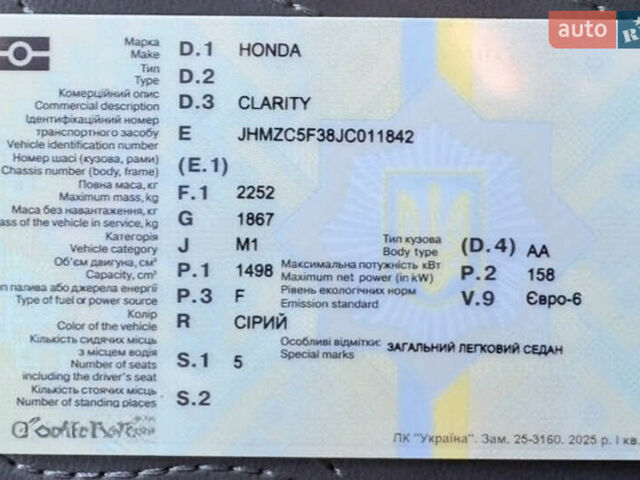 auto
Марка D.1 HONDA
Make
Тип D.2
Type
Комерційний опис D.3 CLARITY
Commercial description
Ідентифікаційний номер
транспортного засобу E JHMZC5F38JC011842
Vehicle identification number
Номер шасі (кузова, рами) (E.1)
Chassis number (body, frame)
Повна маса, кг F.1 2252
Maximum mass, kg
Маса без навантаження, кг G 1867
of the vehicle in service, kg
Категорія J M1 Тип кузова (D.4) AA
Vehicle category Body type
Об'єм двигуна, см³ P.1 1498 Максимальна потужність кВт P.2 158
Capacity, cm³ Maximum net power (in kW)
палива або джерела енергії P.3 F Рівень екологічних норм V.9 Євро-6
Type of fuel or power source Emission standard
Колір R СІРИЙ
Color of the vehicle
Кількість сидячих місць Особливі відмітки: ЗАГАЛЬНИЙ ЛЕГКОВИЙ СЕДАН
з місцем водія S.1 5 Special marks
Number of seats
including the driver's seat
Кількість стоячих місць S.2
Number of standing places
ПК "Україна". Зам. 25-3160. 2025 р. І кв.